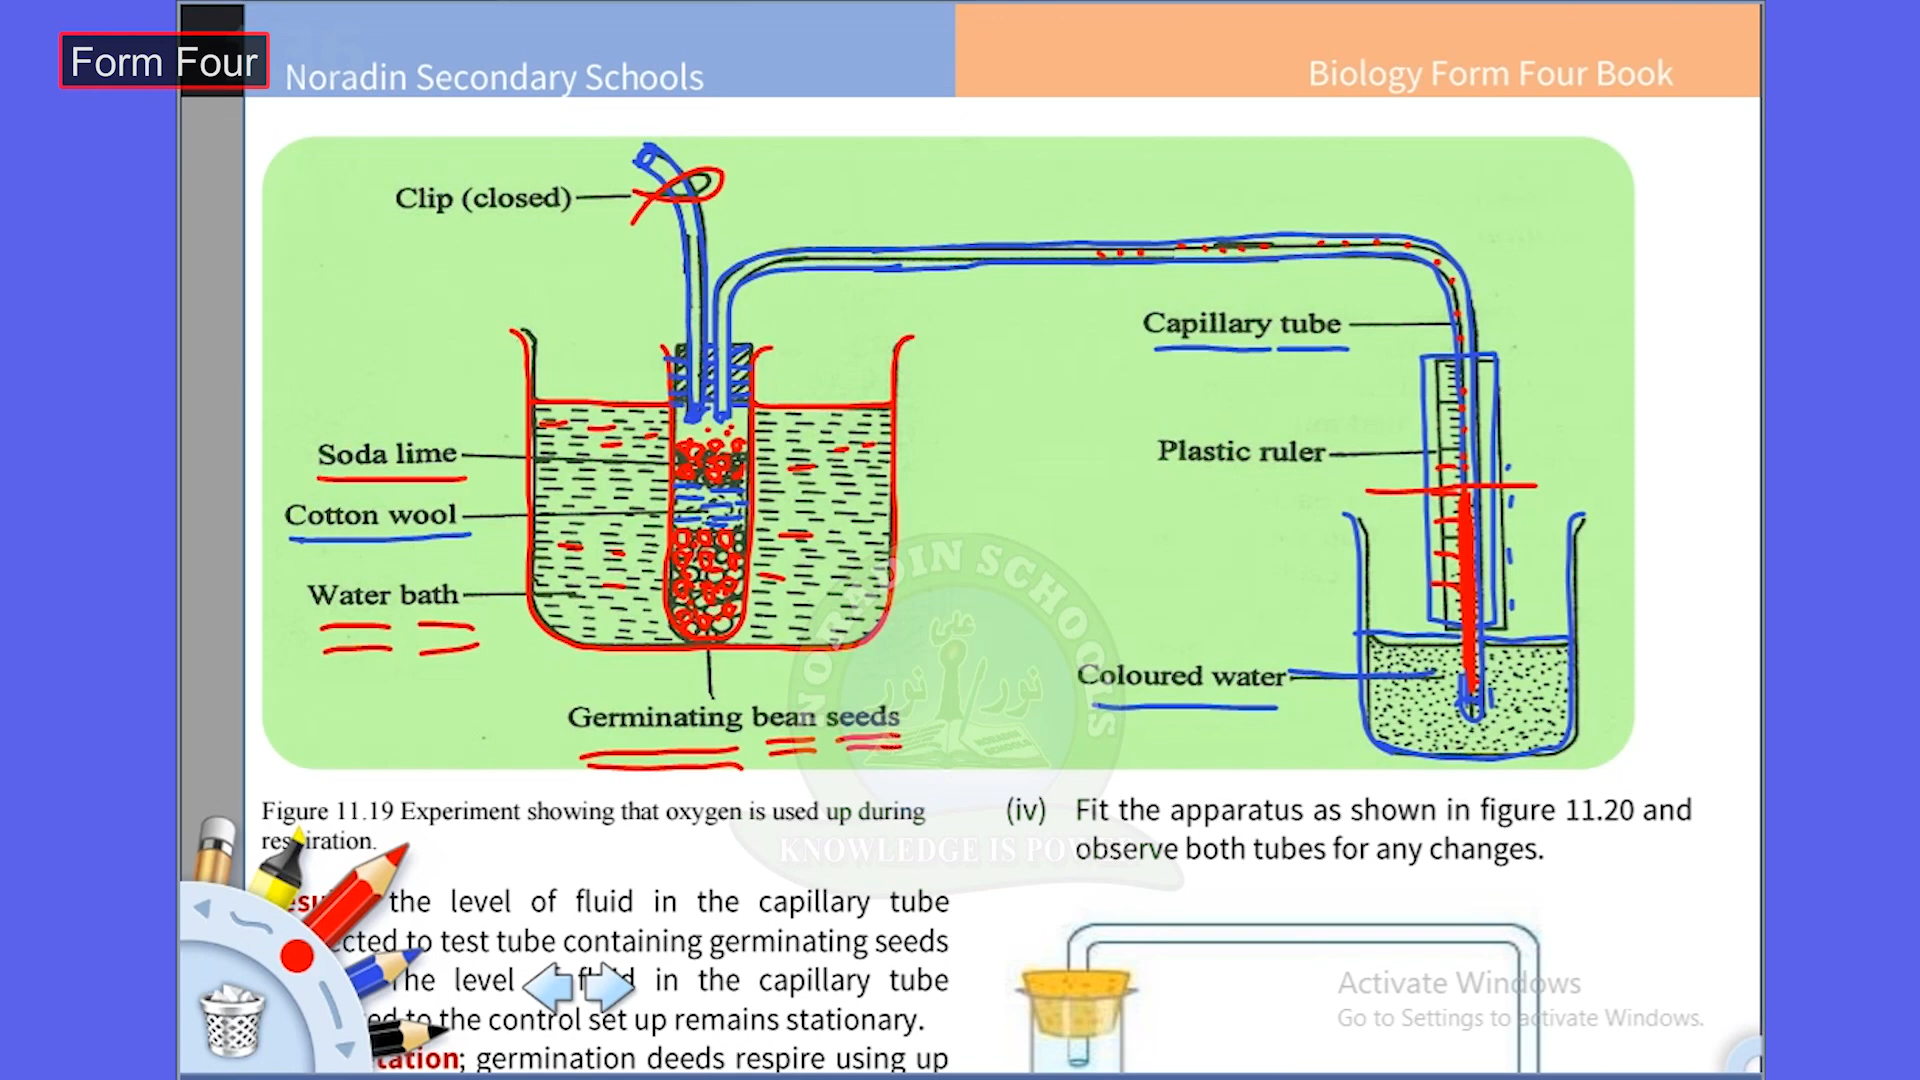 Form Four
Noradin Secondary Schools
Biology Form Four Book
Clip (closed)
Capillary tube
Plastic ruler
Soda lime
Cotton wool
Water bath
Coloured water
Germinating bean seeds
NORADIN SCHOOLS
KNOWLEDGE IS
Figure 11.19 Experiment showing that oxygen is used up during
the level of fluid in the capillary tube
to test tube containing germinating seeds
level in the capillary tube
to the control set up remains stationary.
germination deeds respire using up
(iv) Fit the apparatus as shown in figure 11.20 and
observe both tubes for any changes.
Activate Windows
Go to Settings to activate Windows.